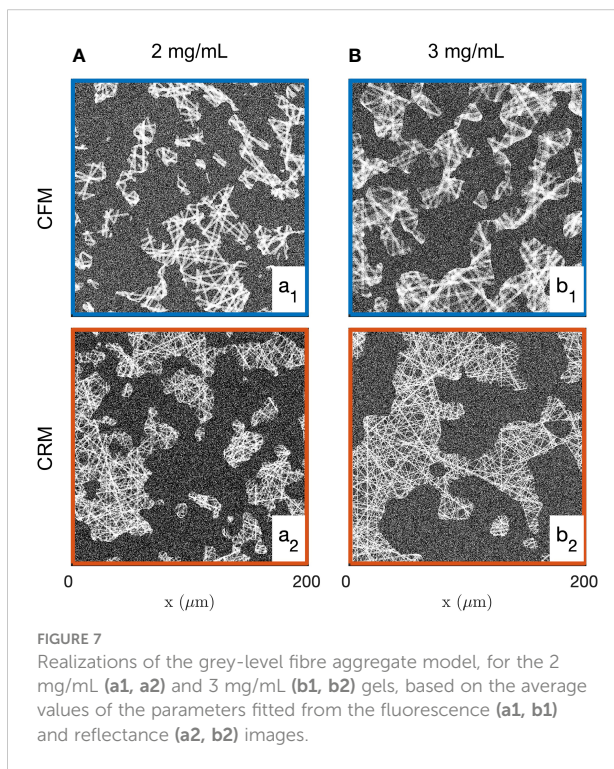 A 2 mg/mL B 3 mg/mL
CFM
a1
b1
CRM
a2
b2
0 200 0 200
x (μm) x (μm)
FIGURE 7
Realizations of the grey-level fibre aggregate model, for the 2
mg/mL (a1, a2) and 3 mg/mL (b1, b2) gels, based on the average
values of the parameters fitted from the fluorescence (a1, b1)
and reflectance (a2, b2) images.